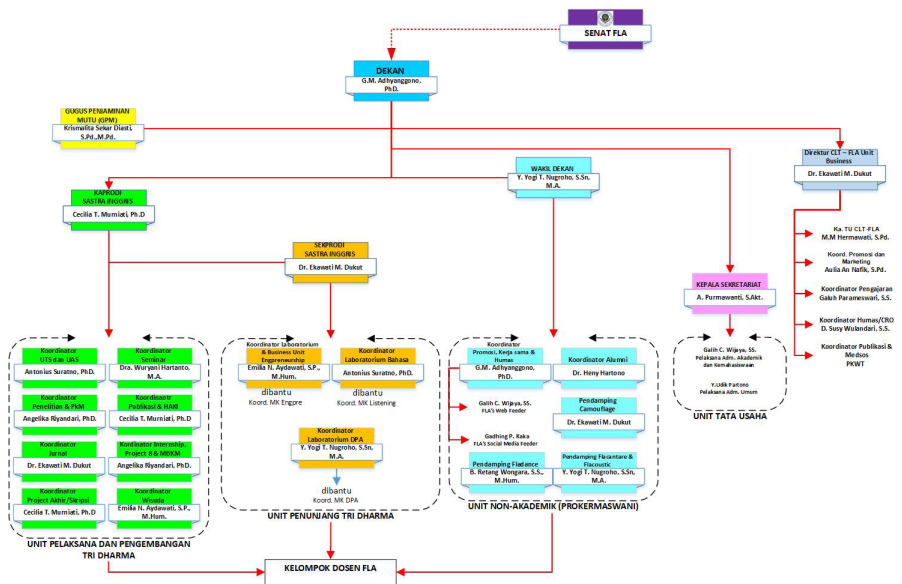 SENAT FLA
DEKAN
G.M. Adhyanggono,
PhD.
GUGUS PENJAMINAN
MUTU (GPM)
Krismalita Sekar Diasti,
S.Pd.,M.Pd.
Direktur CLT – FLA Unit
Business
Dr. Ekawati M. Dukut
WAKIL DEKAN
Y. Yogi T. Nugroho, S.Sn,
M.A.
KAPRODI
SASTRA INGGRIS
Cecilia T. Murniati, Ph.D
SEKPRODI
SASTRA INGGRIS
Dr. Ekawati M. Dukut
KEPALA SEKRETARIAT
A. Purmawanti, S.Akt.
Ka. TU CLT-FLA
M.M Hermawati, S.Pd.
Koord. Promosi dan
Marketing
Aulia An Nafik, S.Pd.
Koordinator Pengajaran
Galuh Parameswari, S.S.
Koordinator Humas/CRO
D. Susy Wulandari, S.S.
Koordinator Publikasi &
Medsos
PKWT
Koordinator
UTS dan UAS
Antonius Suratno, PhD.
Koordinator
Seminar
Dra. Wuryani Hartanto,
M.A.
Koordinator
Penelitian & PKM
Angelika Riyandari, PhD.
Koordinaotr
Publikasi & HAKI
Cecilia T. Murniati, Ph.D
Koordinator
Jurnal
Dr. Ekawati M. Dukut
Kordinator Internship,
Project B & MBKM
Angelika Riyandari, PhD.
Koordinator
Project Akhir/Skripsi
Cecilia T. Murniati, Ph.D
Koordinator
Wisuda
Emilia N. Aydawati, S.P.,
M.Hum.
UNIT PELAKSANA DAN PENGEMBANGAN
TRI DHARMA
Koordinator Laboratorium
& Business Unit
Engpreneurship
Emilia N. Aydawati, S.P.,
M.Hum.
dibantu
Koord. MK Engpre
Koordinator
Laboratorium Bahasa
Antonius Suratno, PhD.
dibantu
Koord. MK Listening
Koordinator
Laboratorium DPA
Y. Yogi T. Nugroho, S.Sn,
M.A.
dibantu
Koord. MK DPA
UNIT PENUNJANG TRI DHARMA
Koordinator
Promosi, Kerja sama &
Humas
G.M. Adhyanggono,
PhD.
Koordinator Alumni
Dr. Heny Hartono
Galih C. Wijaya, SS.
FLA'S Web Feeder
Gadhing P. Kaka
FLA'S Social Media Feeder
Pendamping
Camouflage
Dr. Ekawati M. Dukut
Pendamping Fladance
B. Retang Wongara, S.S.,
M.Hum.
Pendamping Flacantare &
Flacoustic
Y. Yogi T. Nugroho, S.Sn,
M.A.
UNIT NON-AKADEMIK (PROKERMASWANI)
Galih C. Wijaya, SS.
Pelaksana Adm. Akademik
dan Kemahasiswaan
Y.Udik Partono
Pelaksana Adm. Umum
UNIT TATA USAHA
KELOMPOK DOSEN FLA